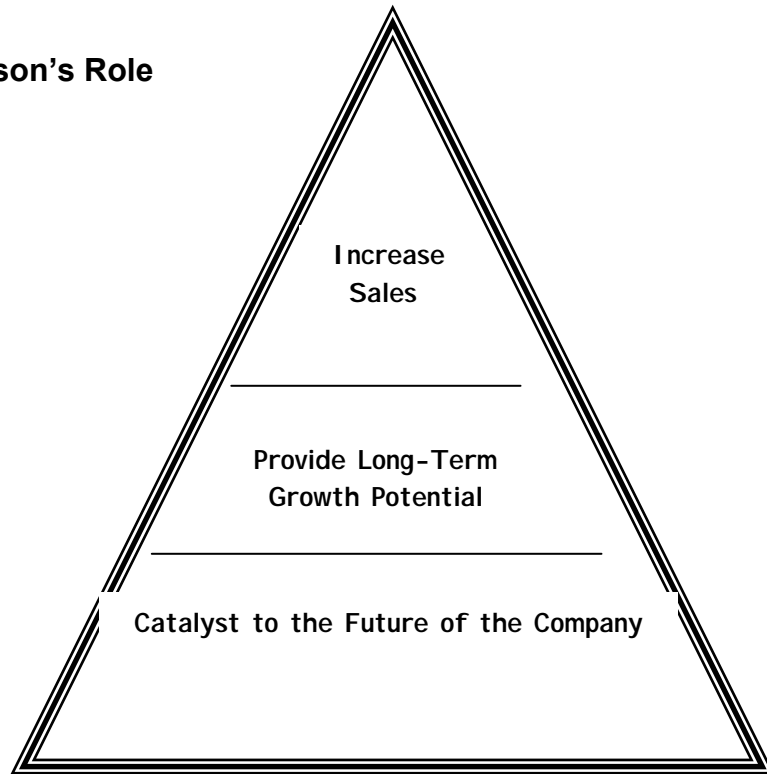 son's Role
Increase
Sales
Provide Long-Term
Growth Potential
Catalyst to the Future of the Company